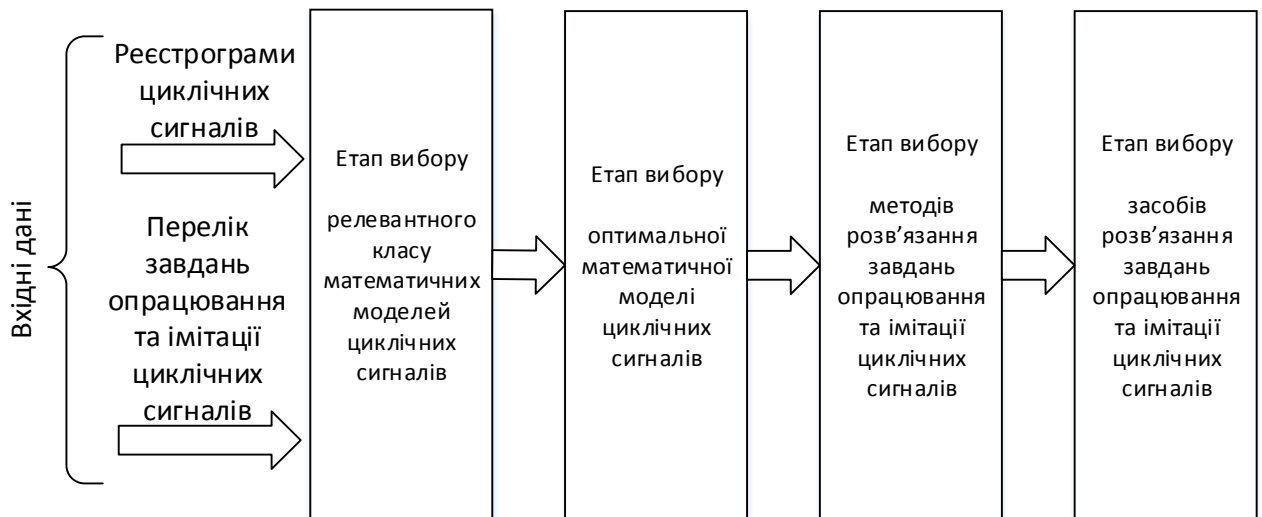 Вхідні дані
Реєстрограми
циклічних
сигналів
Перелік
завдань
опрацювання
та імітації
циклічних
сигналів
Етап вибору
релевантного
класу
математичних
моделей
циклічних
сигналів
Етап вибору
оптимальної
математичної
моделі
циклічних
сигналів
Етап вибору
методів
розв’язання
завдань
опрацювання
та імітації
циклічних
сигналів
Етап вибору
засобів
розв’язання
завдань
опрацювання
та імітації
циклічних
сигналів